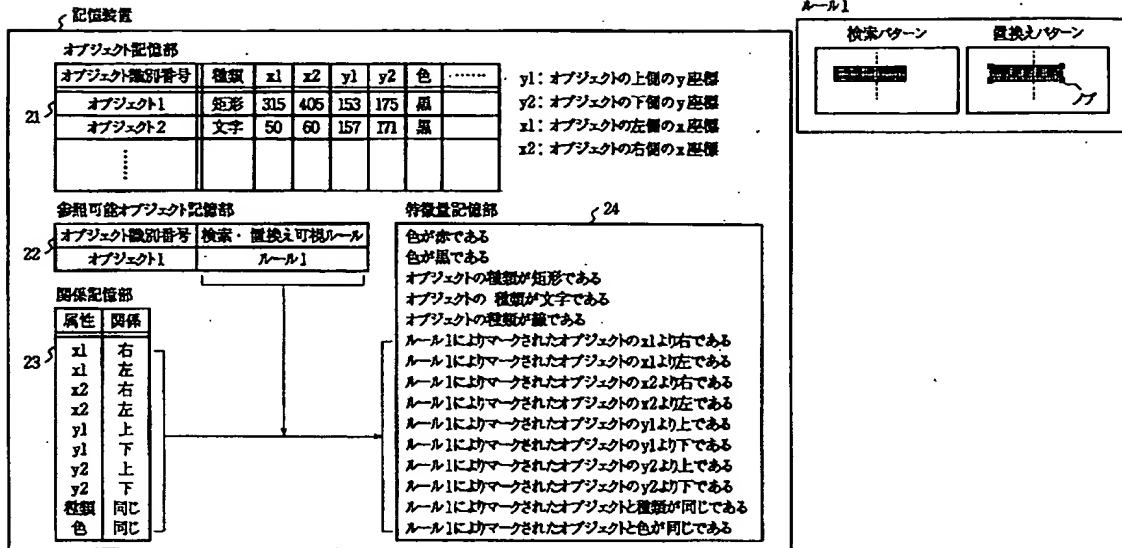 記憶装置
オブジェクト記憶部
オブジェクト識別番号 種類 x1 x2 y1 y2 色 ……
オブジェクト1 矩形 315 405 153 175 黒
オブジェクト2 文字 50 60 157 171 黒
21
y1: オブジェクトの上側のy座標
y2: オブジェクトの下側のy座標
x1: オブジェクトの左側のx座標
x2: オブジェクトの右側のx座標
参照可能オブジェクト記憶部
オブジェクト識別番号 検索・置換え可視ルール
オブジェクト1 ルール1
22
関係記憶部
属性 関係
x1 右
x1 左
x2 右
x2 左
y1 上
y1 下
y2 上
y2 下
種類 同じ
色 同じ
23
特徴量記憶部
24
色が赤である
色が黒である
オブジェクトの種類が矩形である
オブジェクトの 種類が文字である
オブジェクトの種類が線である
ルール1によりマークされたオブジェクトのx1より右である
ルール1によりマークされたオブジェクトのx1より左である
ルール1によりマークされたオブジェクトのx2より右である
ルール1によりマークされたオブジェクトのx2より左である
ルール1によりマークされたオブジェクトのy1より上である
ルール1によりマークされたオブジェクトのy1より下である
ルール1によりマークされたオブジェクトのy2より上である
ルール1によりマークされたオブジェクトのy2より下である
ルール1によりマークされたオブジェクトと種類が同じである
ルール1によりマークされたオブジェクトと色が同じである
ルール1
検索パターン 置換えパターン